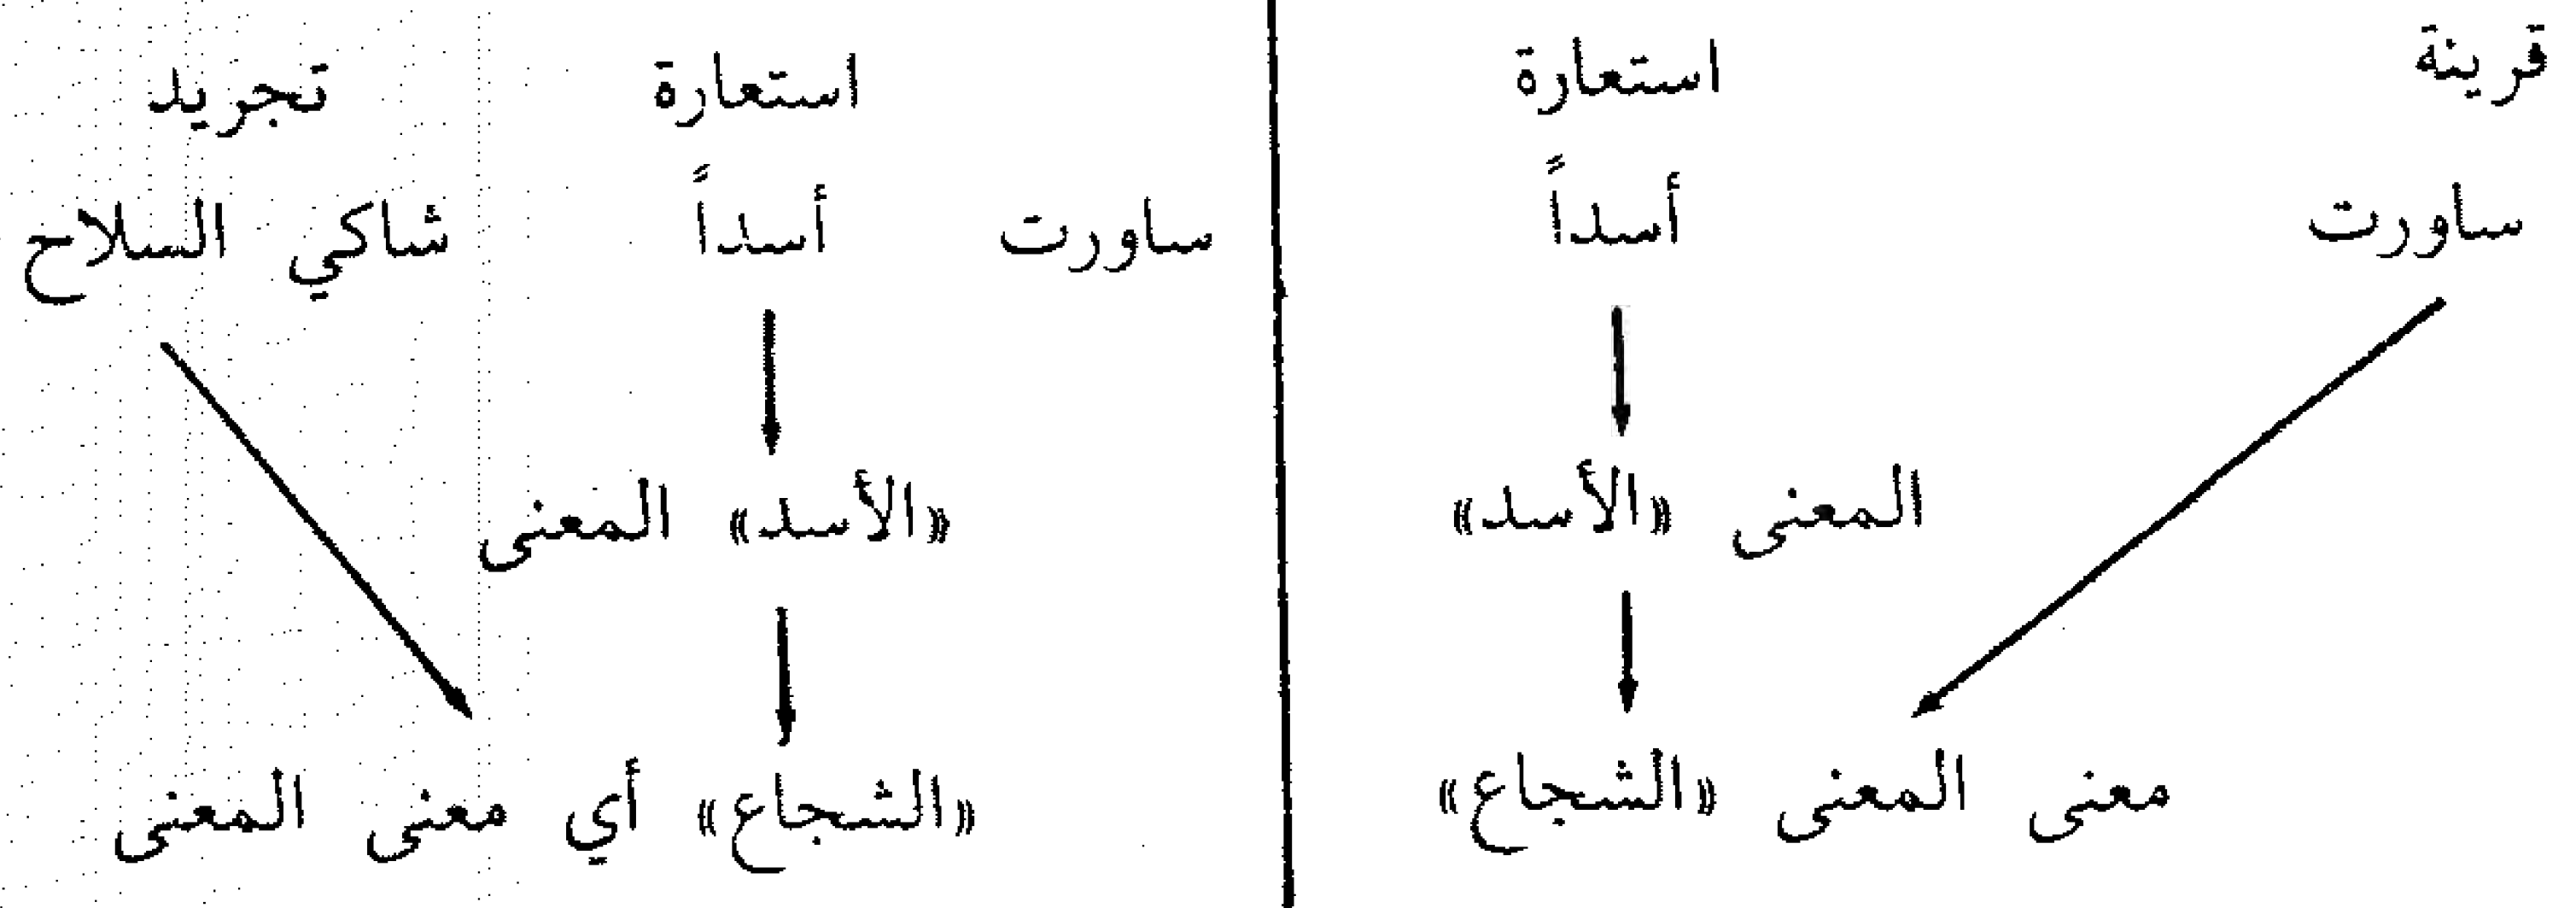 قرينة استعارة
ساورت أسداً
المعنى «الأسد»
معنى المعنى «الشجاع»
استعارة تجريد
ساورت أسداً شاكي السلاح
«الأسد» المعنى
«الشجاع» أي معنى المعنى